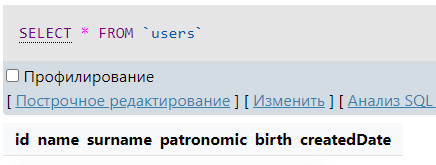 SELECT * FROM `users`
Профилирование
[ Построчное редактирование ] [ Изменить ] [ Анализ SQL
id name surname patronomic birth createdDate